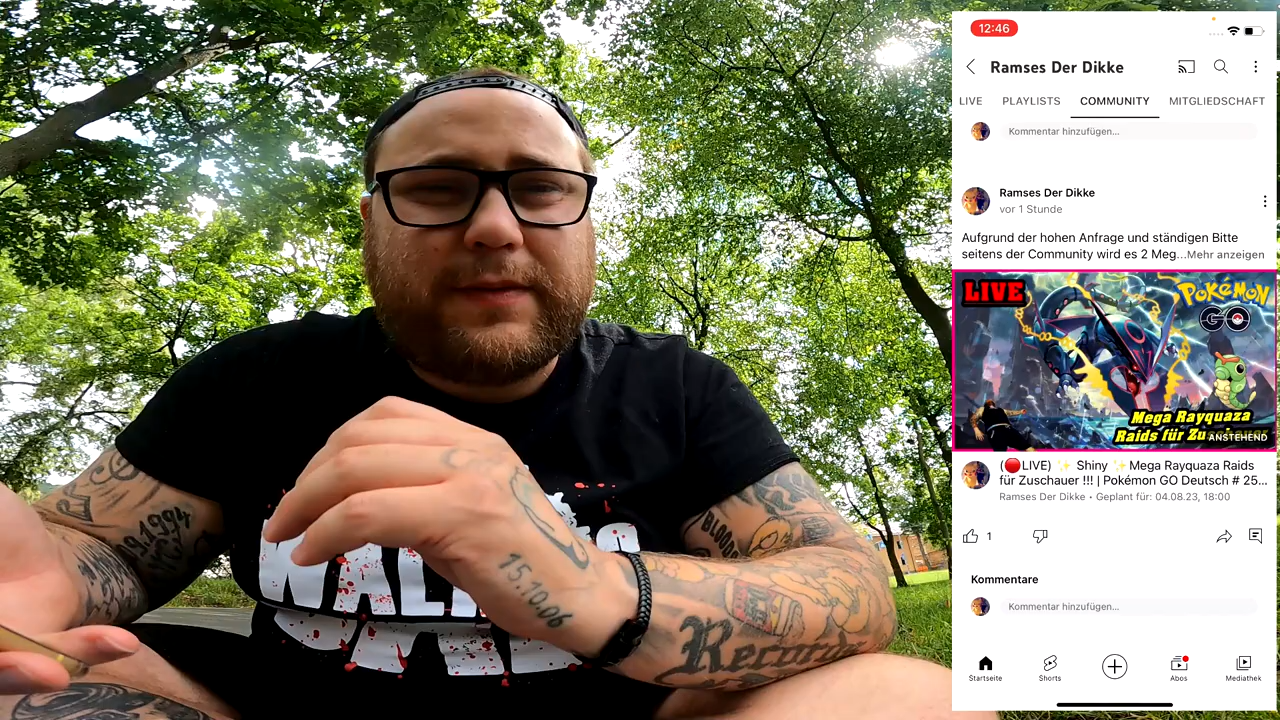 12:46
Ramses Der Dikke
LIVE PLAYLISTS COMMUNITY MITGLIEDSCHAFT
Kommentar hinzufügen...
Ramses Der Dikke
vor 1 Stunde
Aufgrund der hohen Anfrage und ständigen Bitte
seitens der Community wird es 2 Meg...Mehr anzeigen
LIVE
POKÉMON
GO
Mega Rayquaza
Raids für
ANSTEHEND
(🔴LIVE) ✨ Shiny ✨Mega Rayquaza Raids
für Zuschauer !!! | Pokémon GO Deutsch # 25...
Ramses Der Dikke • Geplant für: 04.08.23, 18:00
1
Kommentare
Kommentar hinzufügen...
Startseite
Shorts
Abos
Mediathek
15.10.06